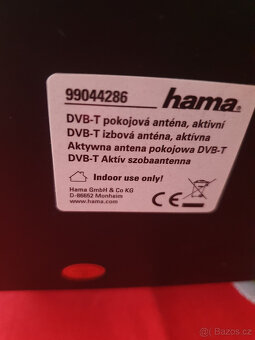 99044286 hama®
DVB-T pokojová anténa, aktivní
DVB-T izbová anténa, aktívna
Aktywna antena pokojowa DVB-T
DVB-T Aktív szobaantenna
Indoor use only!
Hama GmbH & Co KG
D-86652 Monheim
www.hama.com
CE
Bazoš.cz